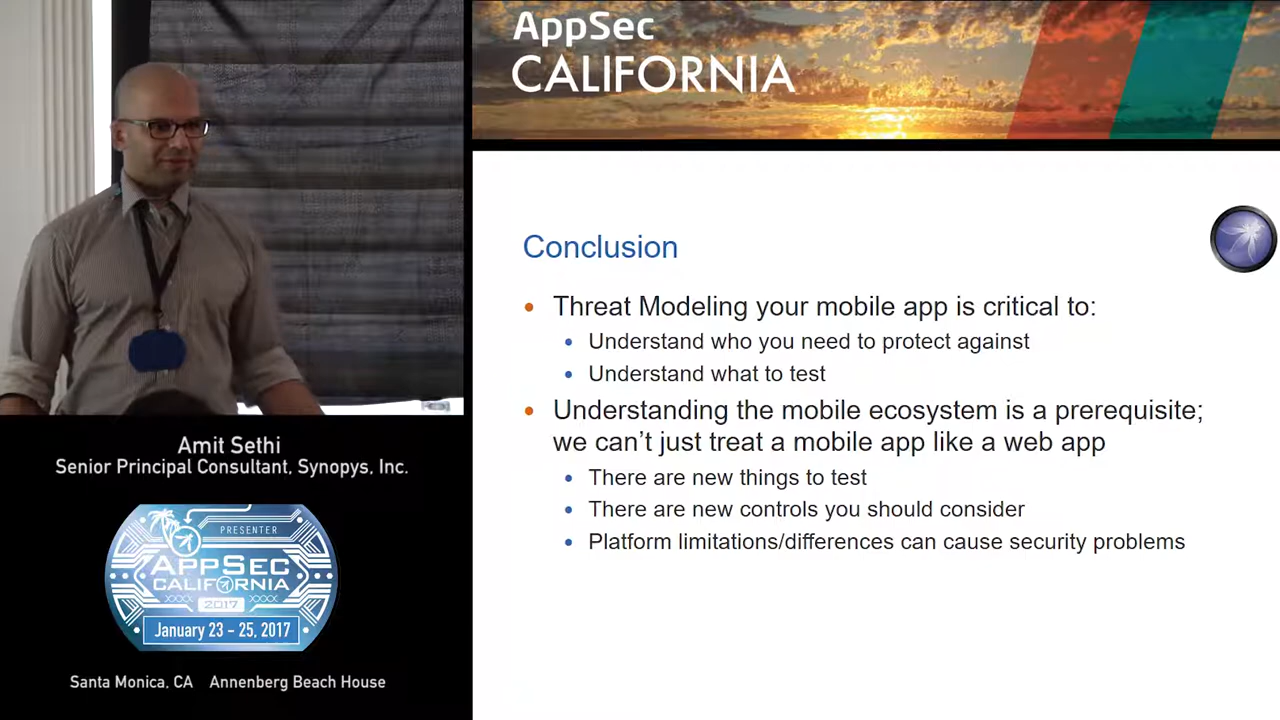 AppSec
CALIFORNIA
Conclusion
• Threat Modeling your mobile app is critical to:
• Understand who you need to protect against
• Understand what to test
• Understanding the mobile ecosystem is a prerequisite;
we can’t just treat a mobile app like a web app
• There are new things to test
• There are new controls you should consider
• Platform limitations/differences can cause security problems
Amit Sethi
Senior Principal Consultant, Synopys, Inc.
PRESENTER
APPSEC
CALIFORNIA
2017
January 23 - 25, 2017
Santa Monica, CA Annenberg Beach House